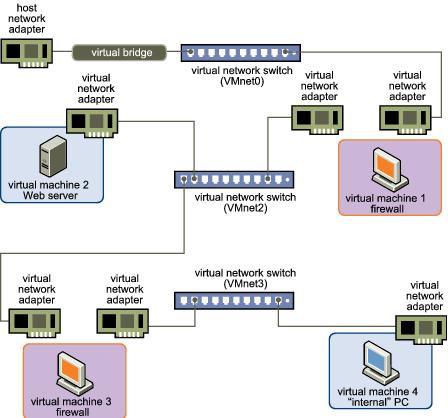 host
network
adapter
virtual bridge
virtual network switch
(VMnet0)
virtual
network
adapter
virtual
network
adapter
virtual
network
adapter
virtual machine 2
Web server
virtual machine 1
firewall
virtual network switch
(VMnet2)
virtual
network
adapter
virtual
network
adapter
virtual network switch
(VMnet3)
virtual
network
adapter
virtual machine 3
firewall
virtual machine 4
“internal” PC